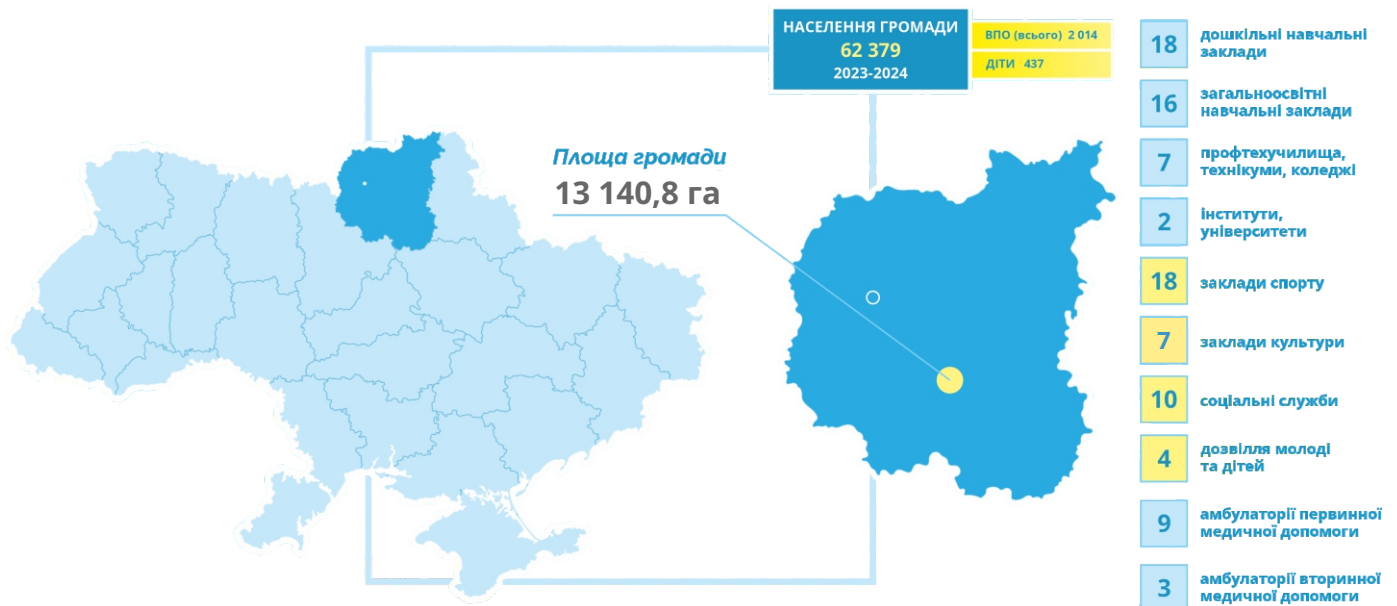 НАСЕЛЕННЯ ГРОМАДИ
62 379
2023-2024
ВПО (всього) 2 014
ДІТИ 437
Площа громади
13 140,8 га
18
дошкільні навчальні
заклади
16
загальноосвітні
навчальні заклади
7
профтехучилища,
технікуми, коледжі
2
інститути,
університети
18
заклади спорту
7
заклади культури
10
соціальні служби
4
дозвілля молоді
та дітей
9
амбулаторії первинної
медичної допомоги
3
амбулаторії вторинної
медичної допомоги